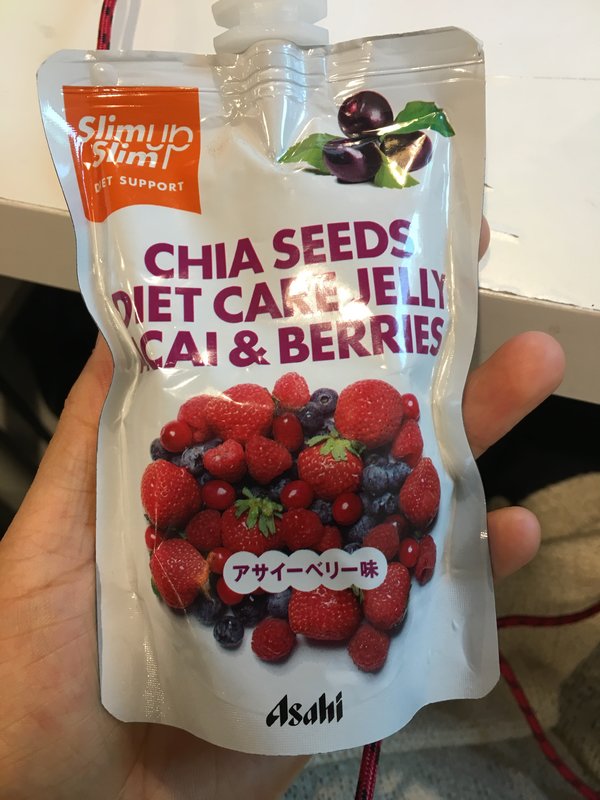 Slim up
Slim
DIET SUPPORT
CHIA SEEDS
DIET CARE JELLY
ACAI & BERRIES
アサイーベリー味
Asahi